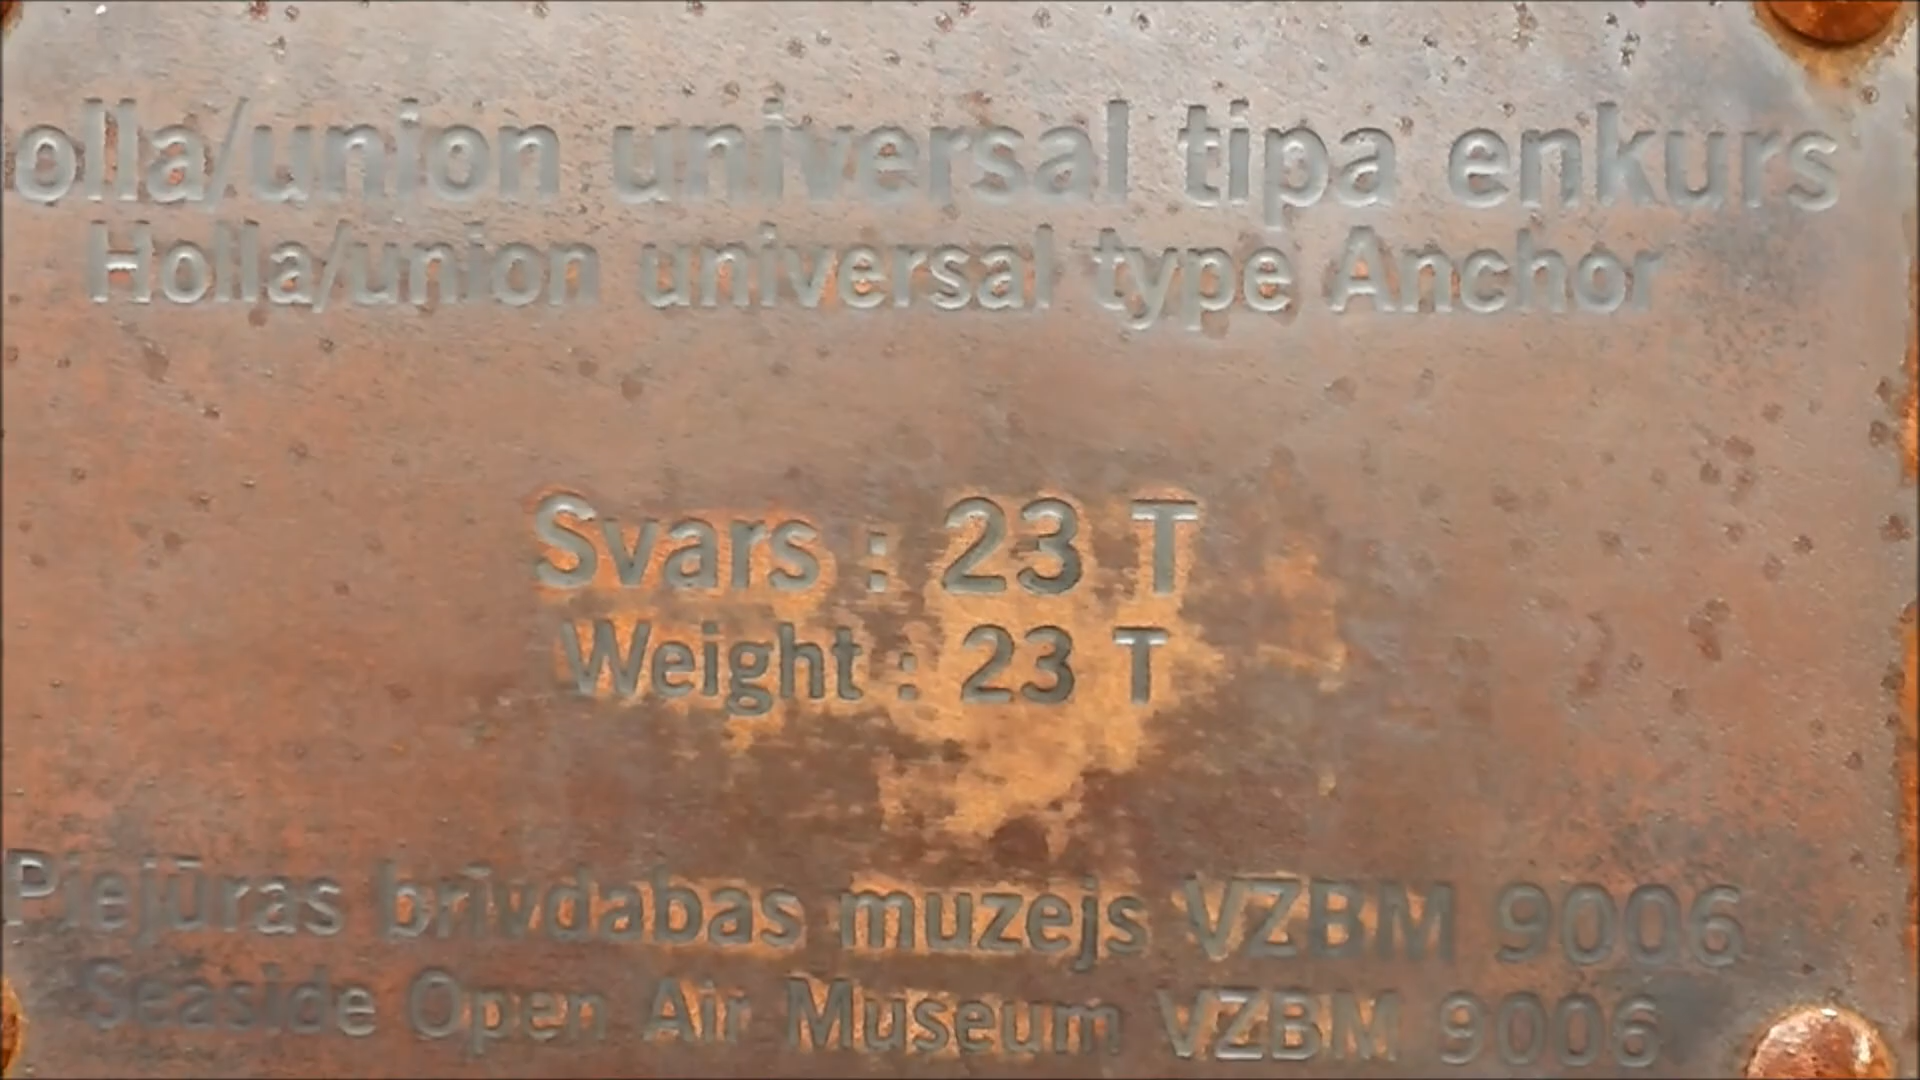 olla/union universal tipa enkurs
Holla/union universal type Anchor
Svars : 23 T
Weight : 23 T
Piejūras brīvdabas muzejs VZBM 9006
Seaside Open Air Museum VZBM 9006